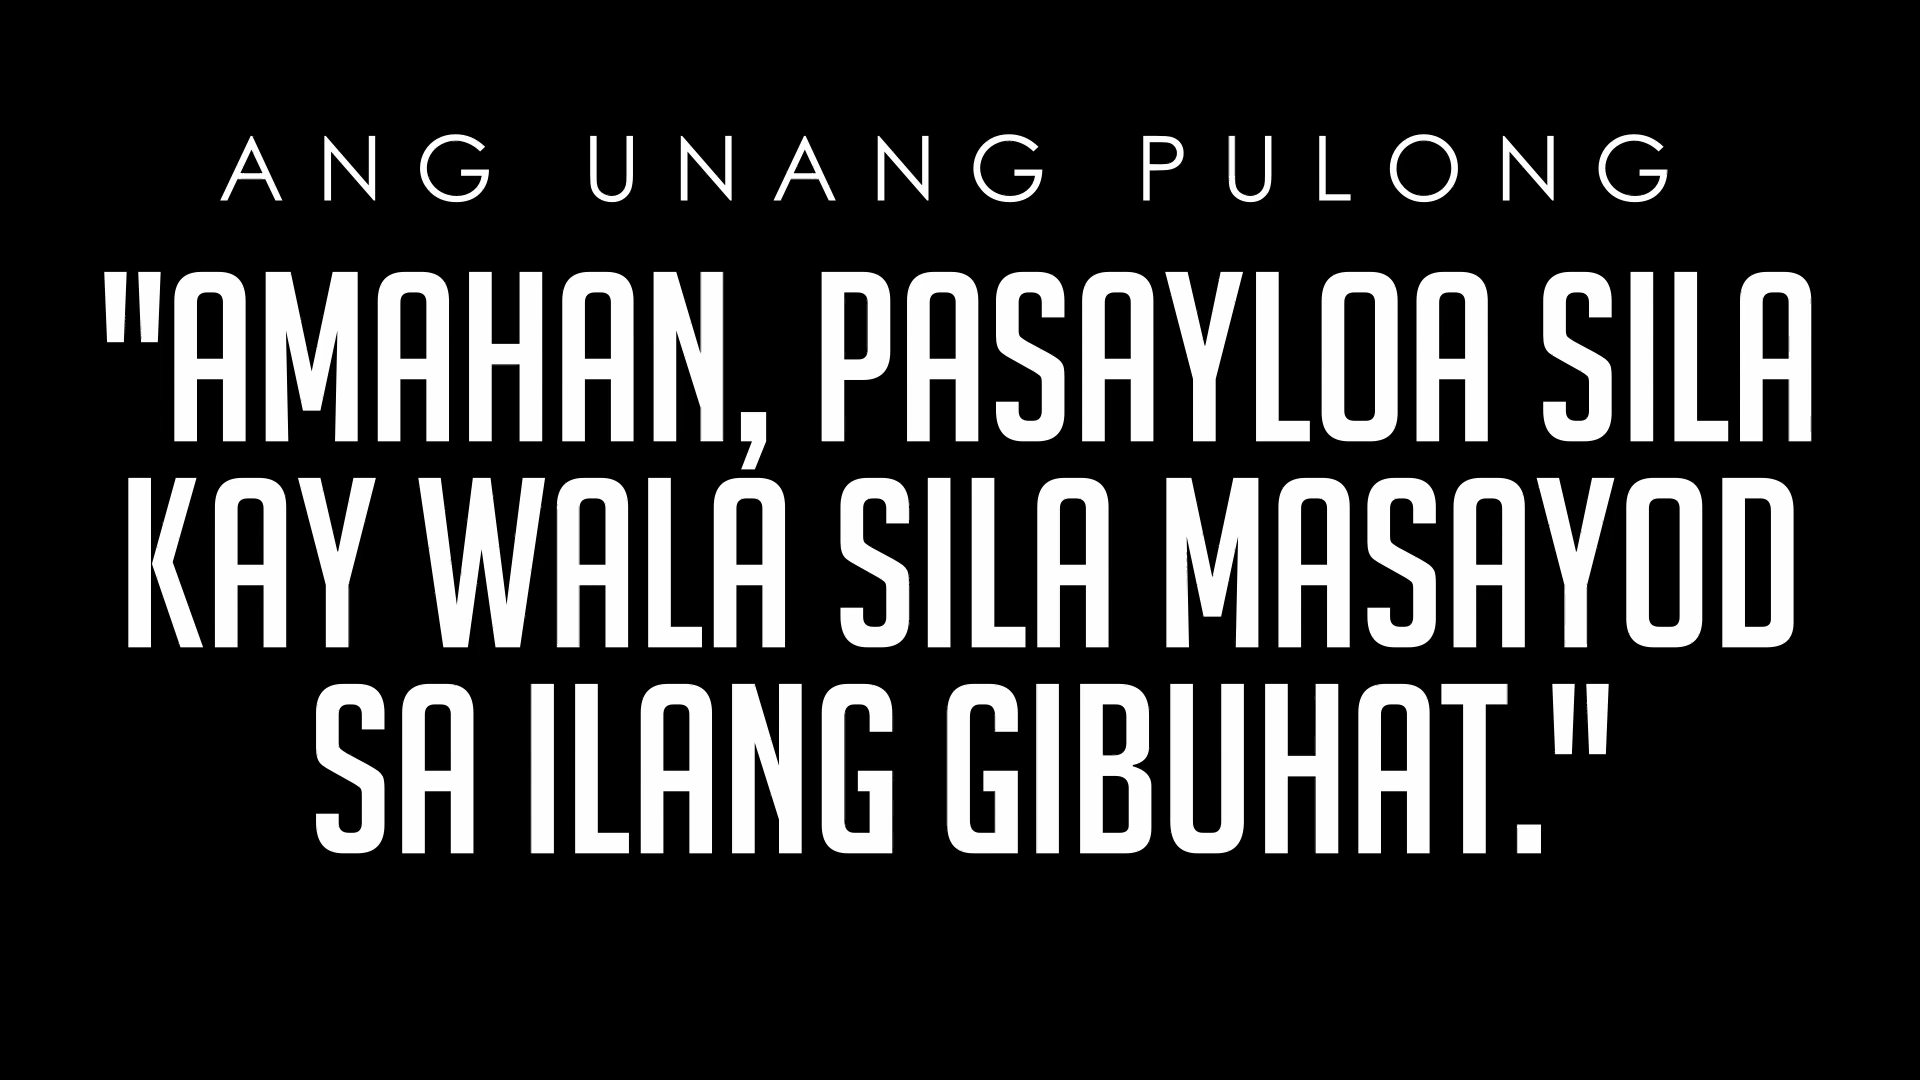 ANG UNANG PULONG
"AMAHAN, PASAYLOA SILA
KAY WALA SILA MASAYOD
SA ILANG GIBUHAT."